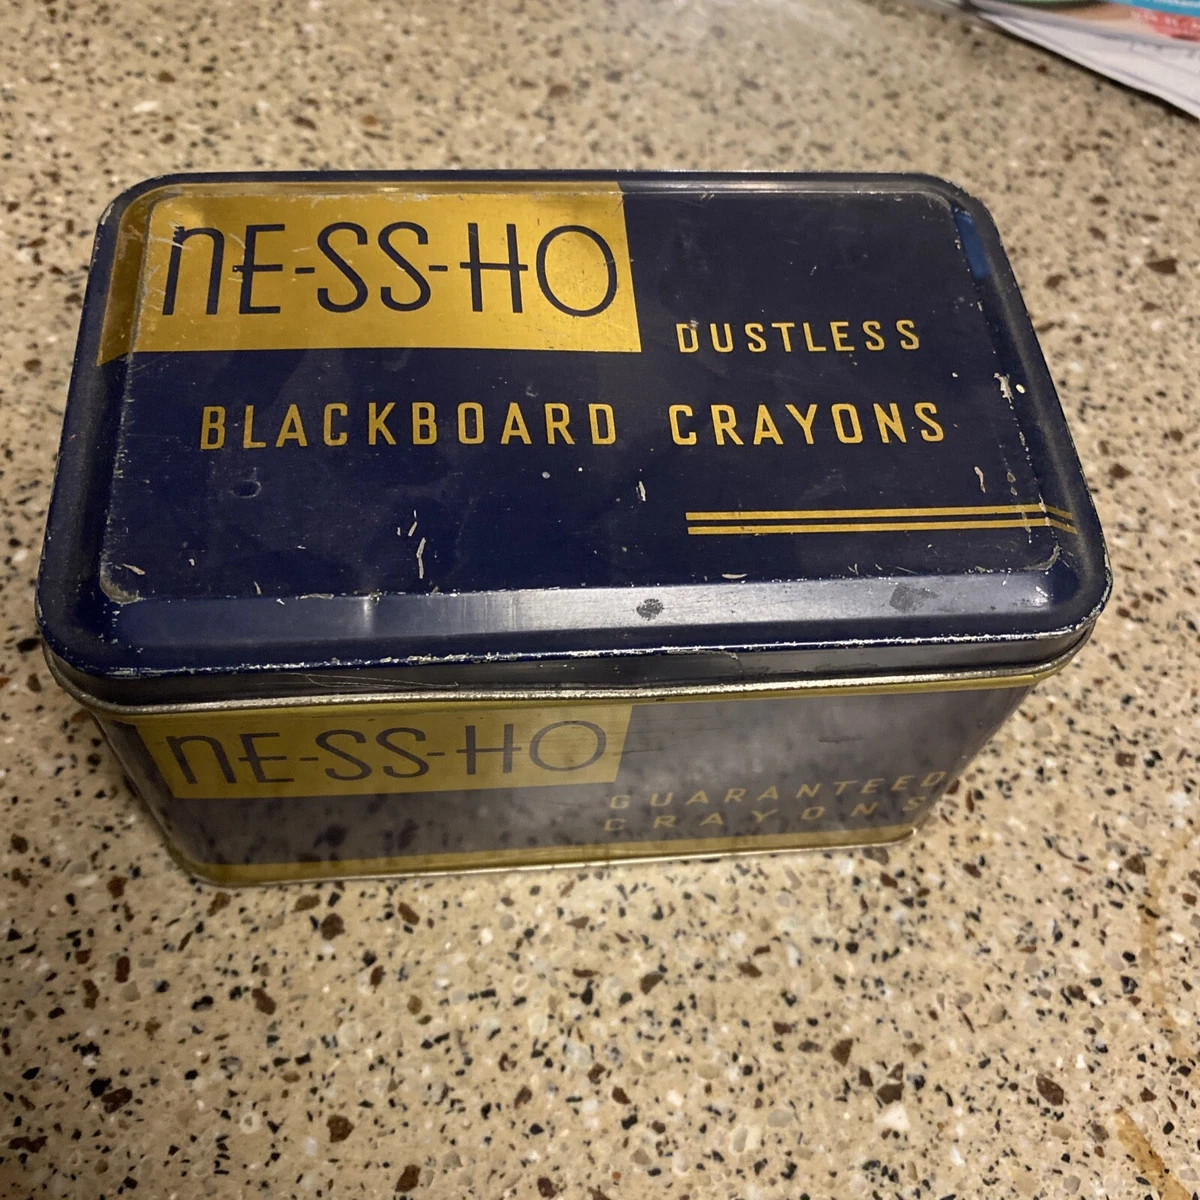 NE-SS-HO
DUSTLESS
BLACKBOARD CRAYONS
NE-SS-HO
GUARANTEED
CRAYONS